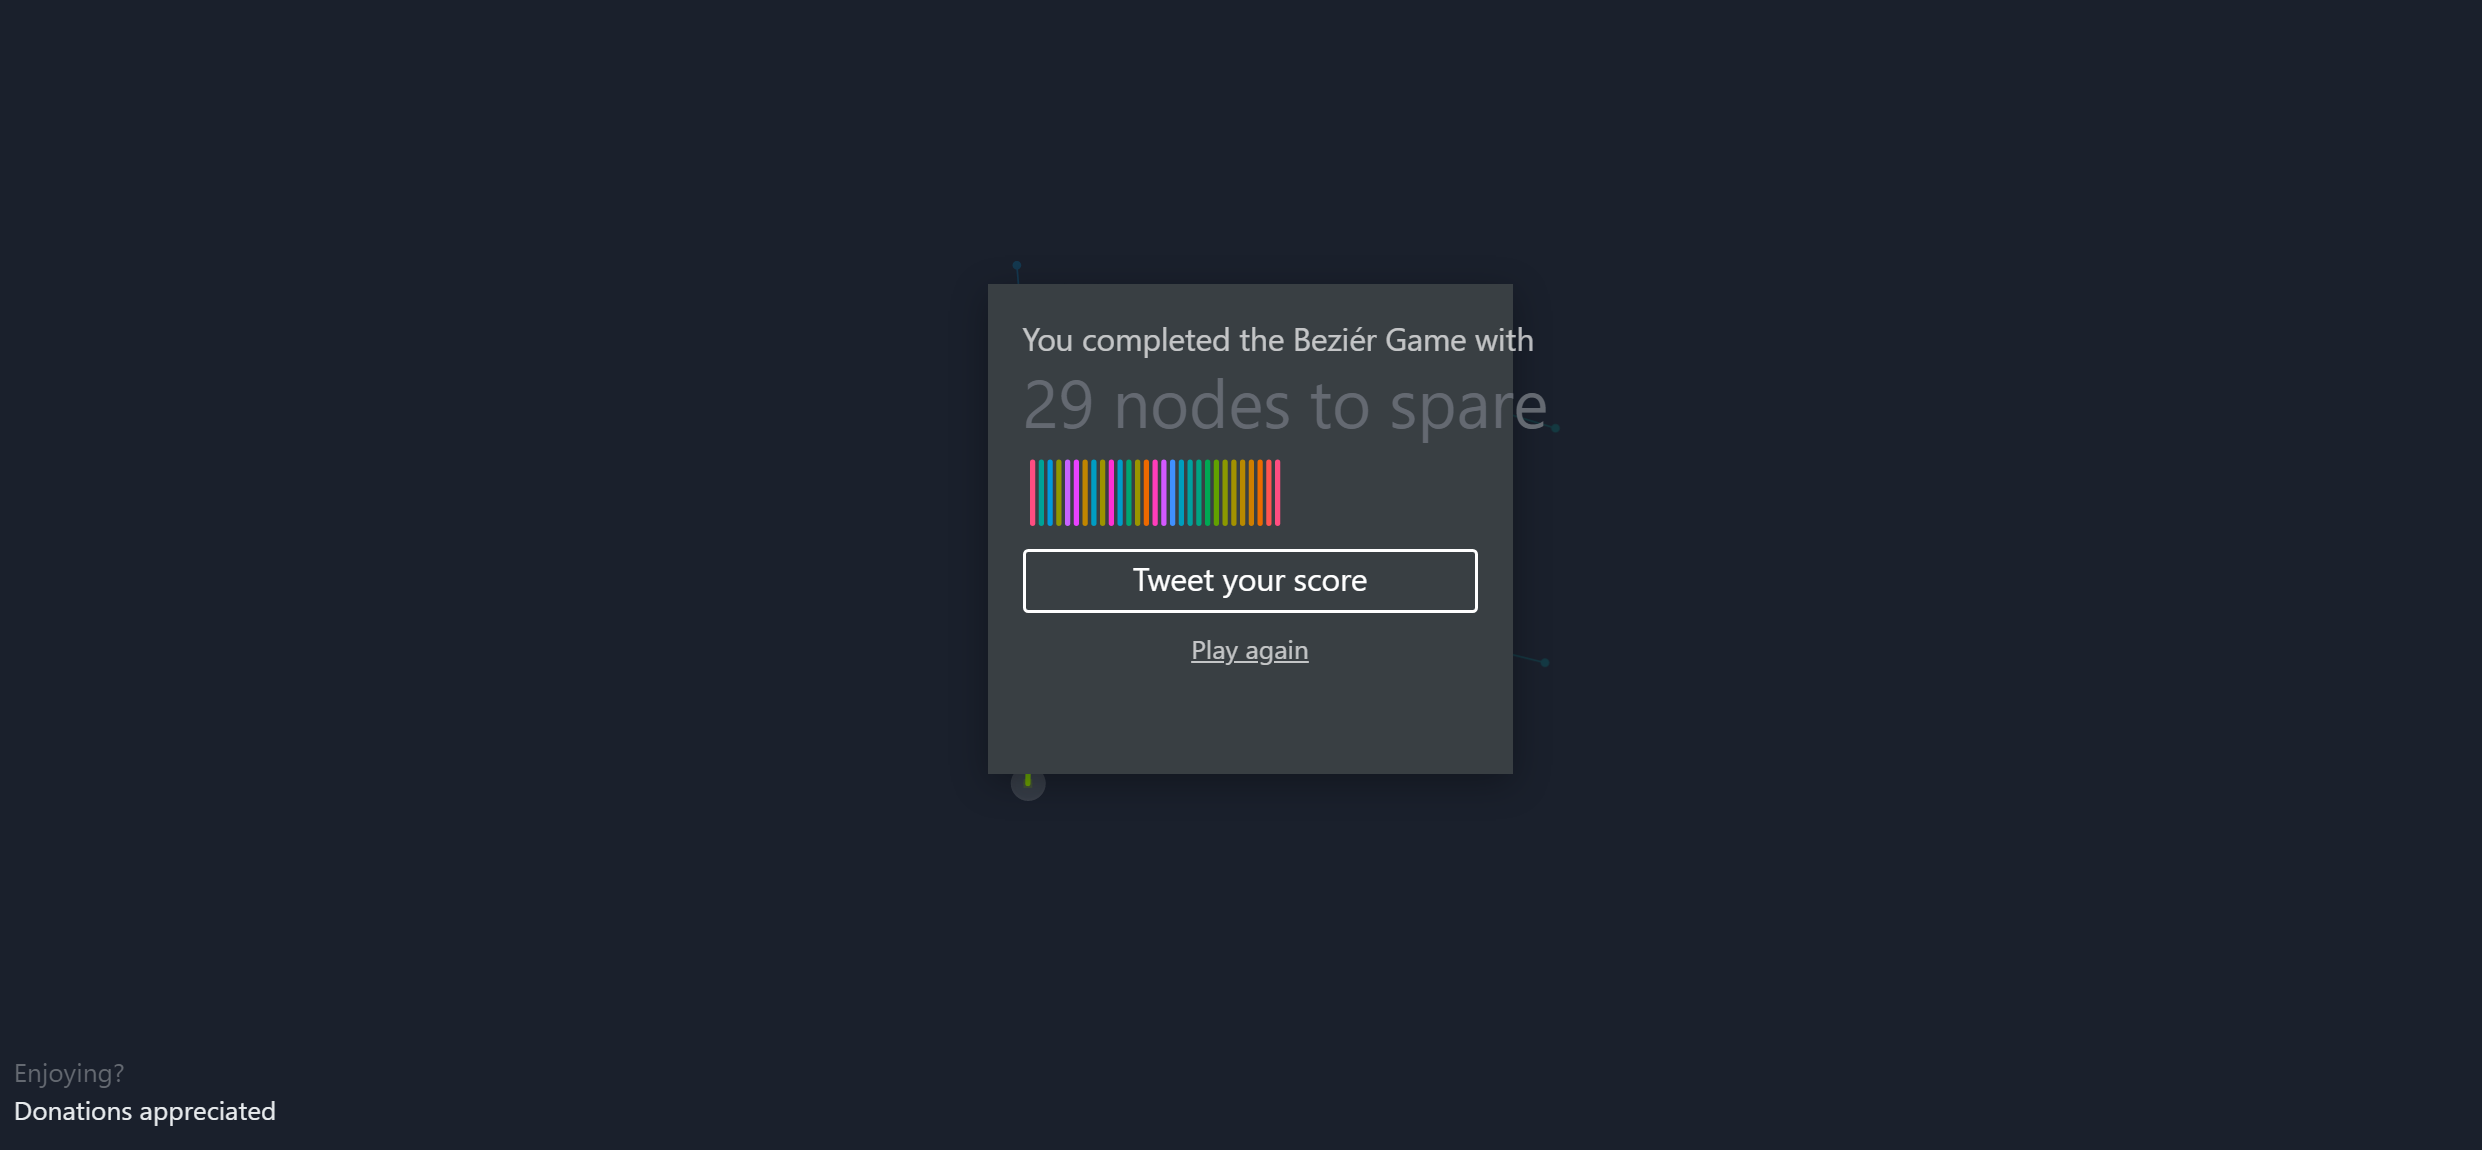 You completed the Beziér Game with
29 nodes to spare
Tweet your score
Play again
Enjoying?
Donations appreciated